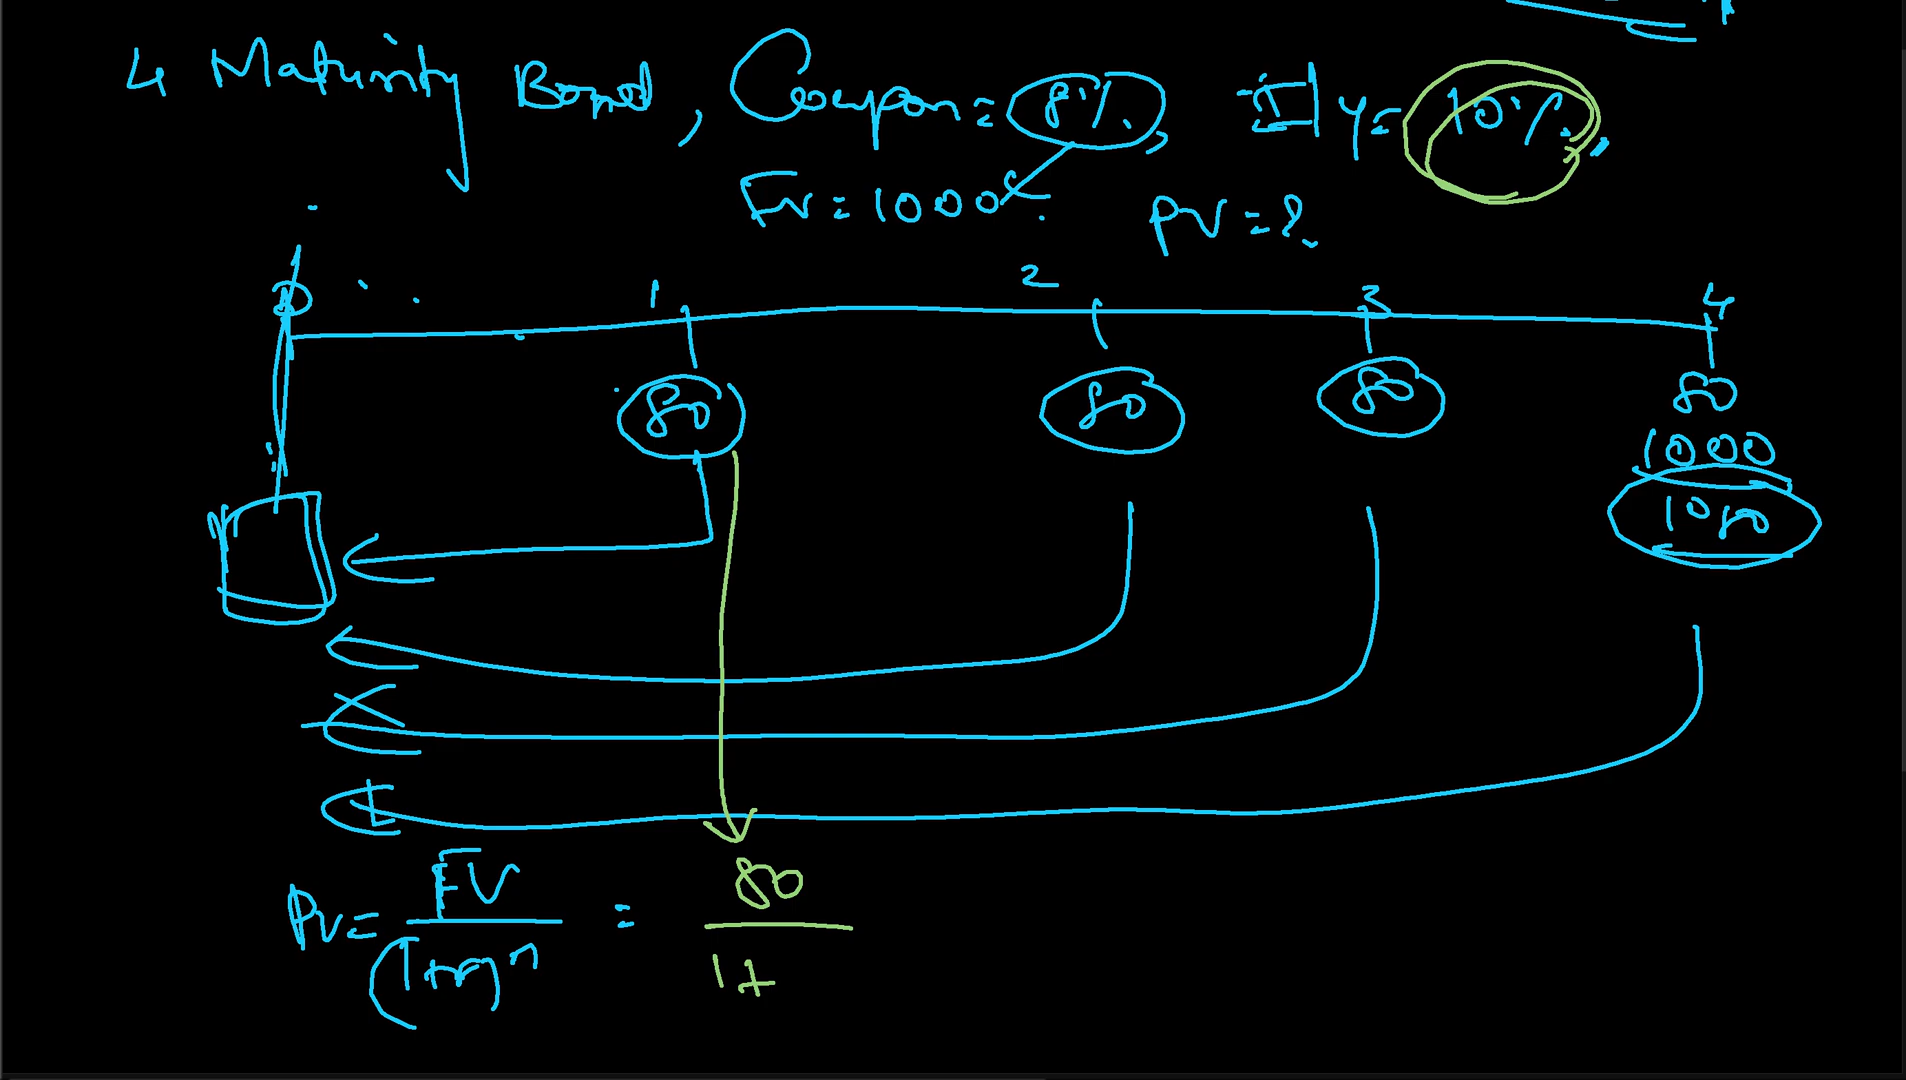 4 Maturity Bond, Coupon = 8%, I/Y = 10%,
FV = 1000. PV = ?
0 1 2 3 4
80 80 80 80
1000
1080
PV = FV/(1+r)^n = 80/1+